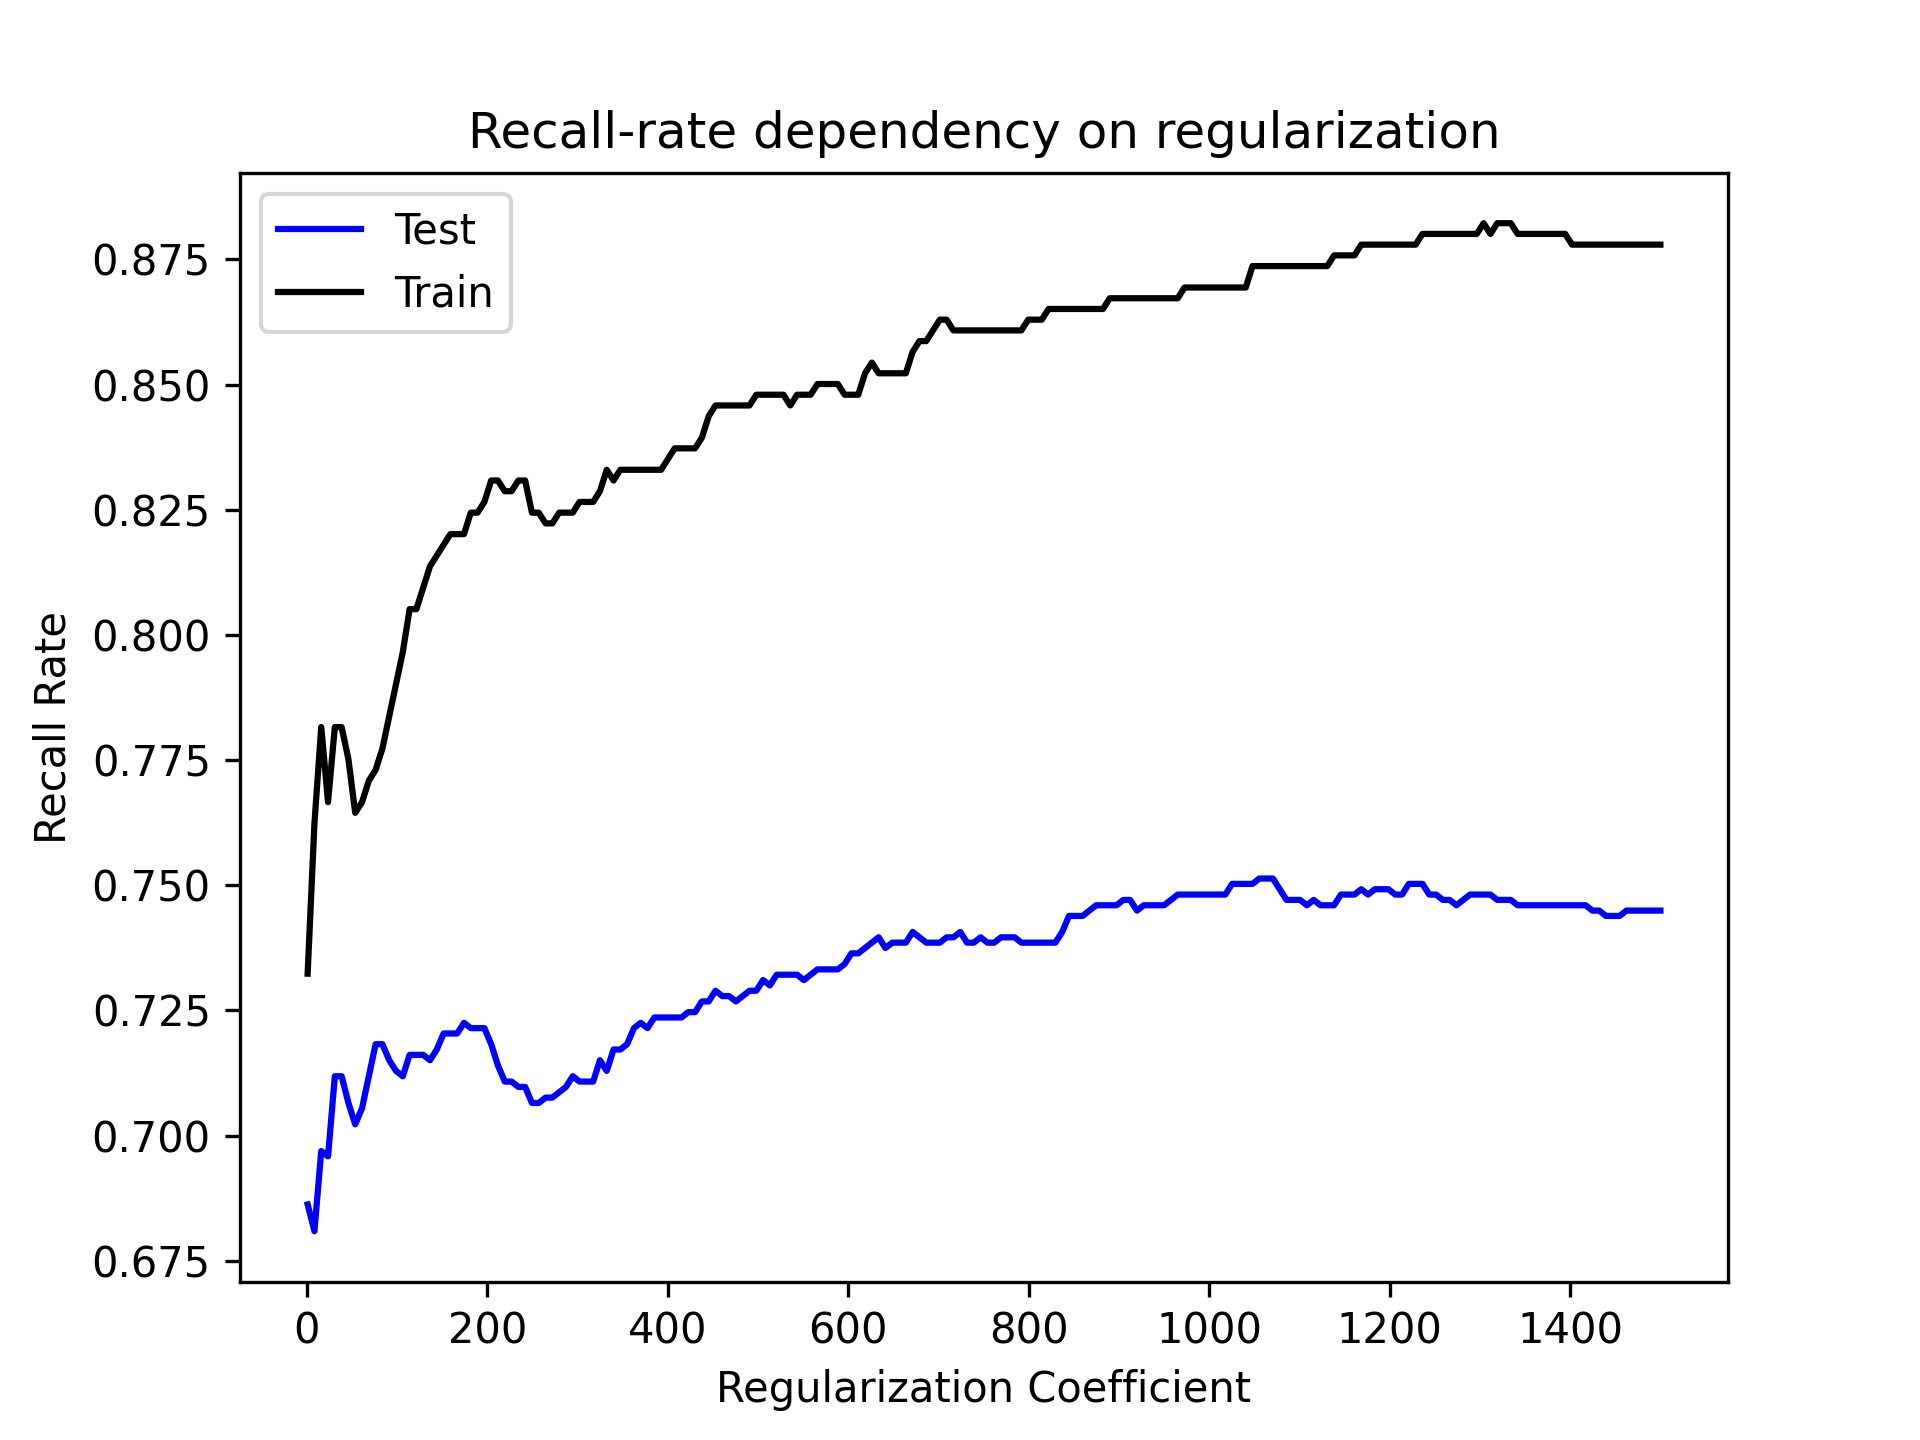 Recall-rate dependency on regularization
Test
Train
0.875
0.850
0.825
0.800
0.775
0.750
0.725
0.700
0.675
Recall Rate
0 200 400 600 800 1000 1200 1400
Regularization Coefficient